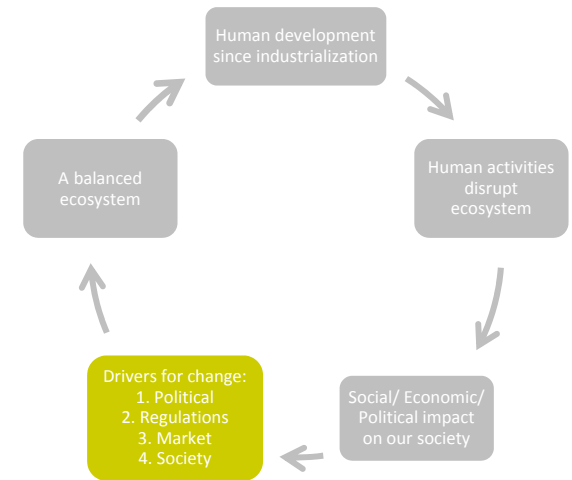 Human development
since industrialization
Human activities
disrupt
ecosystem
Social/ Economic/
Political impact
on our society
Drivers for change:
1. Political
2. Regulations
3. Market
4. Society
A balanced
ecosystem